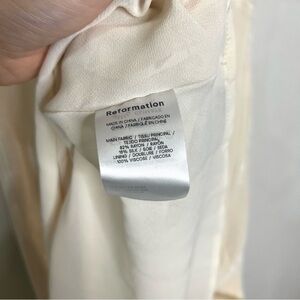 Reformation
MADE IN CHINA / FABRICADO EN
CHINA / FABRIQUÉ EN CHINE
MAIN FABRIC / TISSU PRINCIPAL /
TEJIDO PRINCIPAL
82% RAYON / RAYÓN
18% SILK / SOIE / SEDA
LINING / DOUBLURE / FORRO
100% VISCOSE / VISCOSA